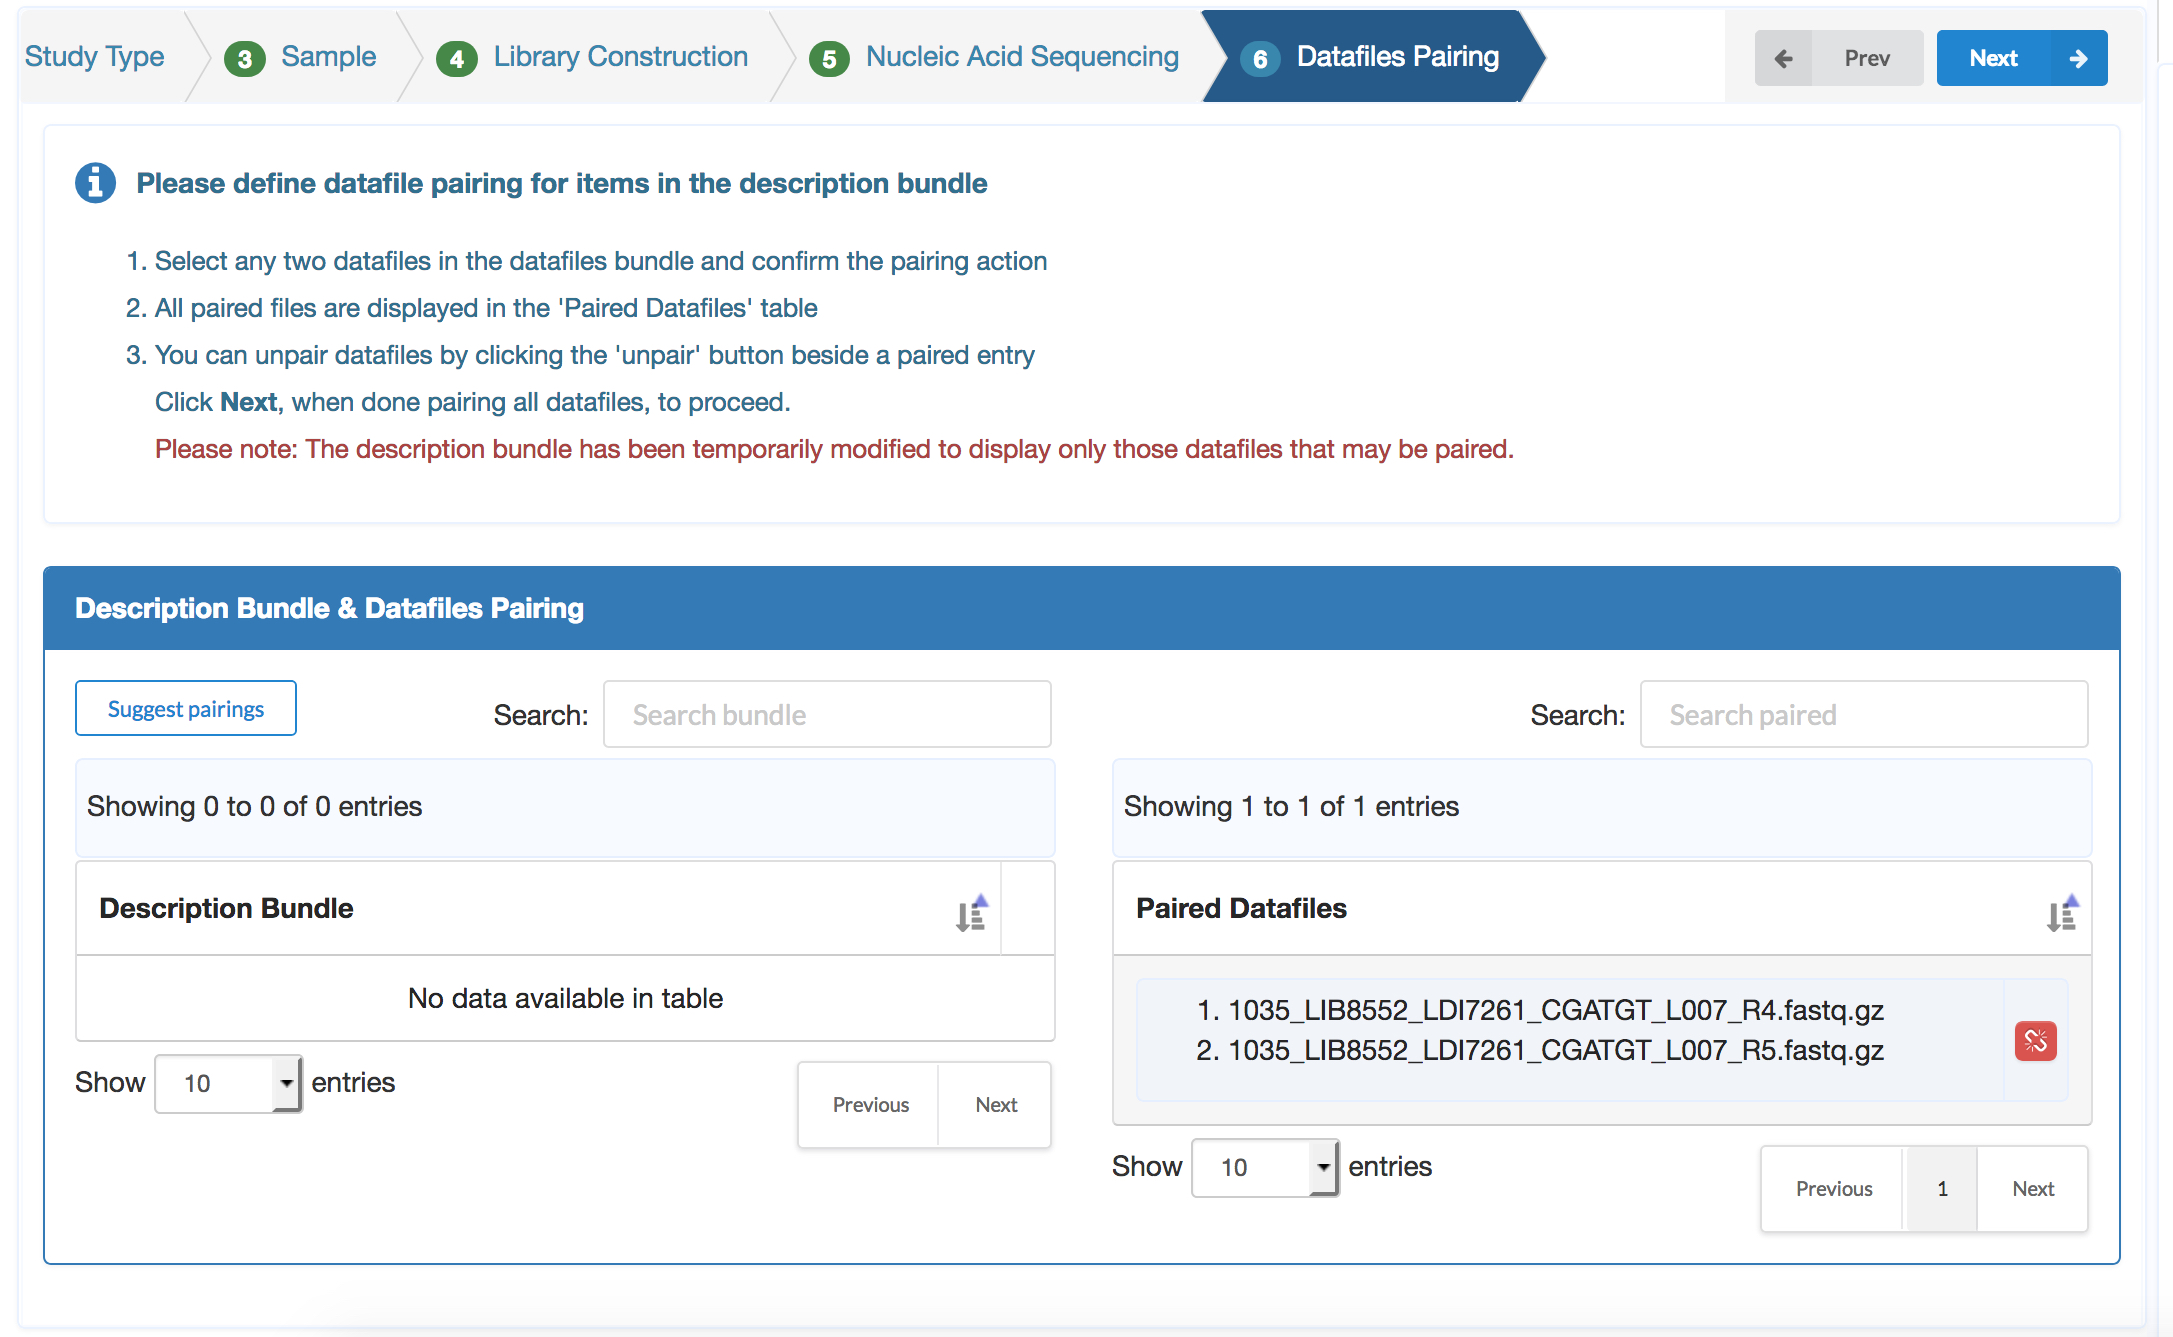 Study Type 3 Sample 4 Library Construction 5 Nucleic Acid Sequencing 6 Datafiles Pairing Prev Next
Please define datafile pairing for items in the description bundle
1. Select any two datafiles in the datafiles bundle and confirm the pairing action
2. All paired files are displayed in the 'Paired Datafiles' table
3. You can unpair datafiles by clicking the 'unpair' button beside a paired entry
Click Next, when done pairing all datafiles, to proceed.
Please note: The description bundle has been temporarily modified to display only those datafiles that may be paired.
Description Bundle & Datafiles Pairing
Suggest pairings
Search: Search bundle
Showing 0 to 0 of 0 entries
Description Bundle
No data available in table
Show 10 entries
Previous Next
Search: Search paired
Showing 1 to 1 of 1 entries
Paired Datafiles
1. 1035_LIB8552_LDI7261_CGATGT_L007_R4.fastq.gz
2. 1035_LIB8552_LDI7261_CGATGT_L007_R5.fastq.gz
Show 10 entries
Previous 1 Next